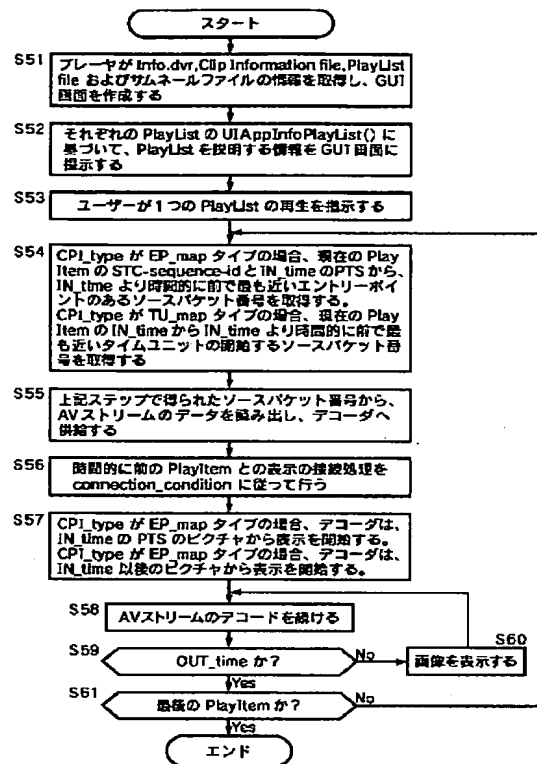 スタート
S51
プレーヤが Info.dvr,Clip Information file,PlayList
file およびサムネールファイルの情報を取得し、GUI
画面を作成する
S52
それぞれの PlayList の UIAppInfoPlayList() に
基づいて、PlayList を説明する情報を GUI 画面に
提示する
S53
ユーザーが1つの PlayList の再生を指示する
S54
CPI_type が EP_map タイプの場合、現在の Play
Item の STC-sequence-id と IN_time のPTSから、
IN_time より時間的に前で最も近いエントリーポイ
ントのあるソースパケット番号を取得する。
CPI_type が TU_map タイプの場合、現在の Play
Item の IN_time から IN_time より時間的に前で最
も近いタイムユニットの開始するソースパケット番
号を取得する
S55
上記ステップで得られたソースパケット番号から、
AVストリームのデータを読み出し、デコーダへ
供給する
S56
時間的に前の PlayItem との表示の接続処理を
connection_condition に従って行う
S57
CPI_type が EP_map タイプの場合、デコーダは、
IN_time の PTS のピクチャから表示を開始する。
CPI_type が EP_map タイプの場合、デコーダは、
IN_time 以後のピクチャから表示を開始する。
S58
AVストリームのデコードを続ける
S59
OUT_time か？
No
S60
画像を表示する
Yes
S61
最後の PlayItem か？
No
Yes
エンド